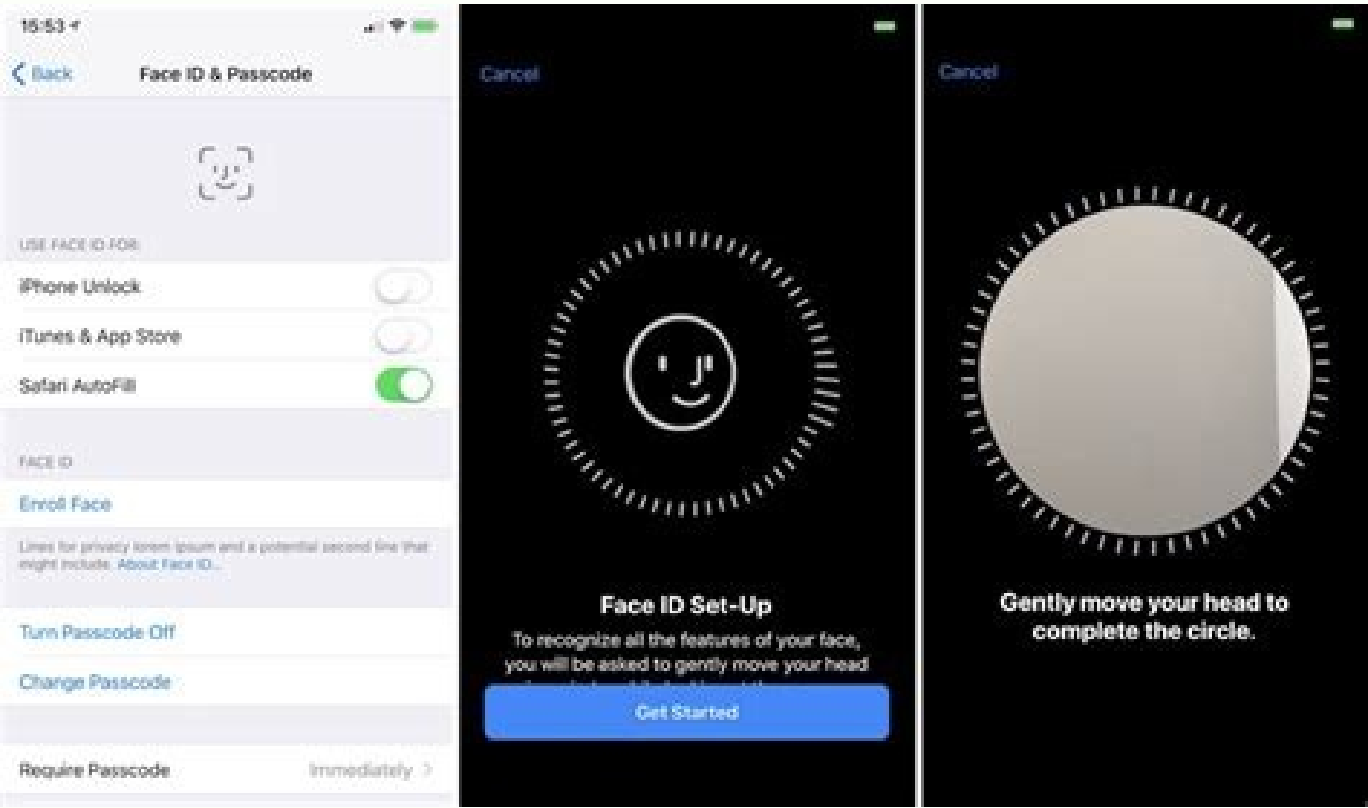 15:53
Back
Face ID & Passcode
USE FACE ID FOR:
iPhone Unlock
iTunes & App Store
Safari AutoFill
FACE ID
Enroll Face
Lines for privacy lorem ipsum and a potential second line that
might include. About Face ID...
Turn Passcode Off
Change Passcode
Require Passcode
Immediately
Cancel
Face ID Set-Up
To recognize all the features of your face,
you will be asked to gently move your head
Get Started
Cancel
Gently move your head to
complete the circle.